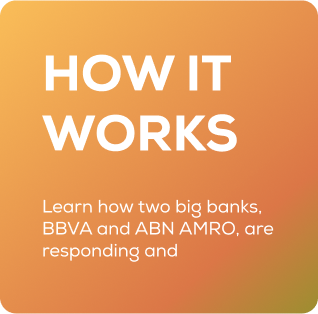 HOW IT
WORKS
Learn how two big banks,
BBVA and ABN AMRO, are
responding and